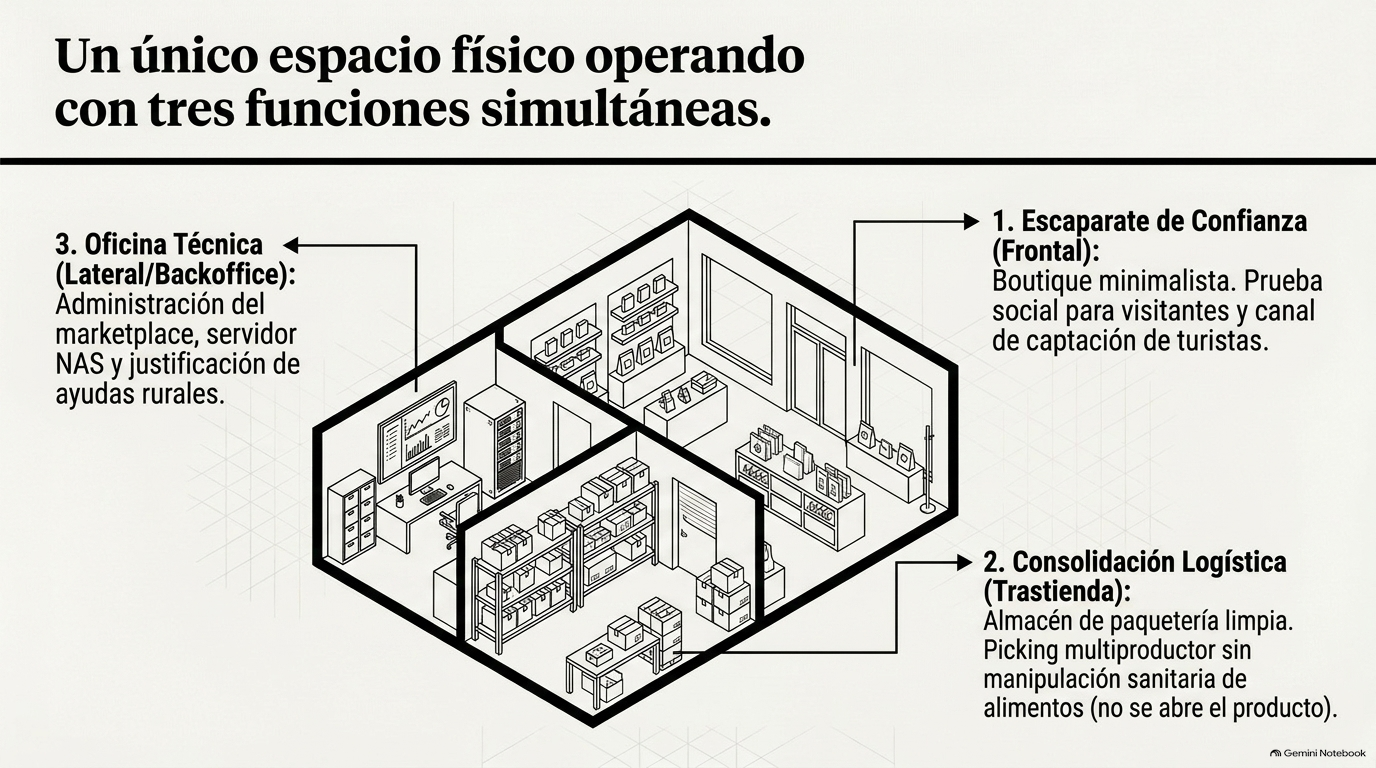 Un único espacio físico operando
con tres funciones simultáneas.
3. Oficina Técnica
(Lateral/Backoffice):
Administración del
marketplace, servidor
NAS y justificación de
ayudas rurales.
1. Escaparate de Confianza
(Frontal):
Boutique minimalista. Prueba
social para visitantes y canal
de captación de turistas.
2. Consolidación Logística
(Trastienda):
Almacén de paquetería limpia.
Picking multiproductor sin
manipulación sanitaria de
alimentos (no se abre el producto).
Gemini Notebook